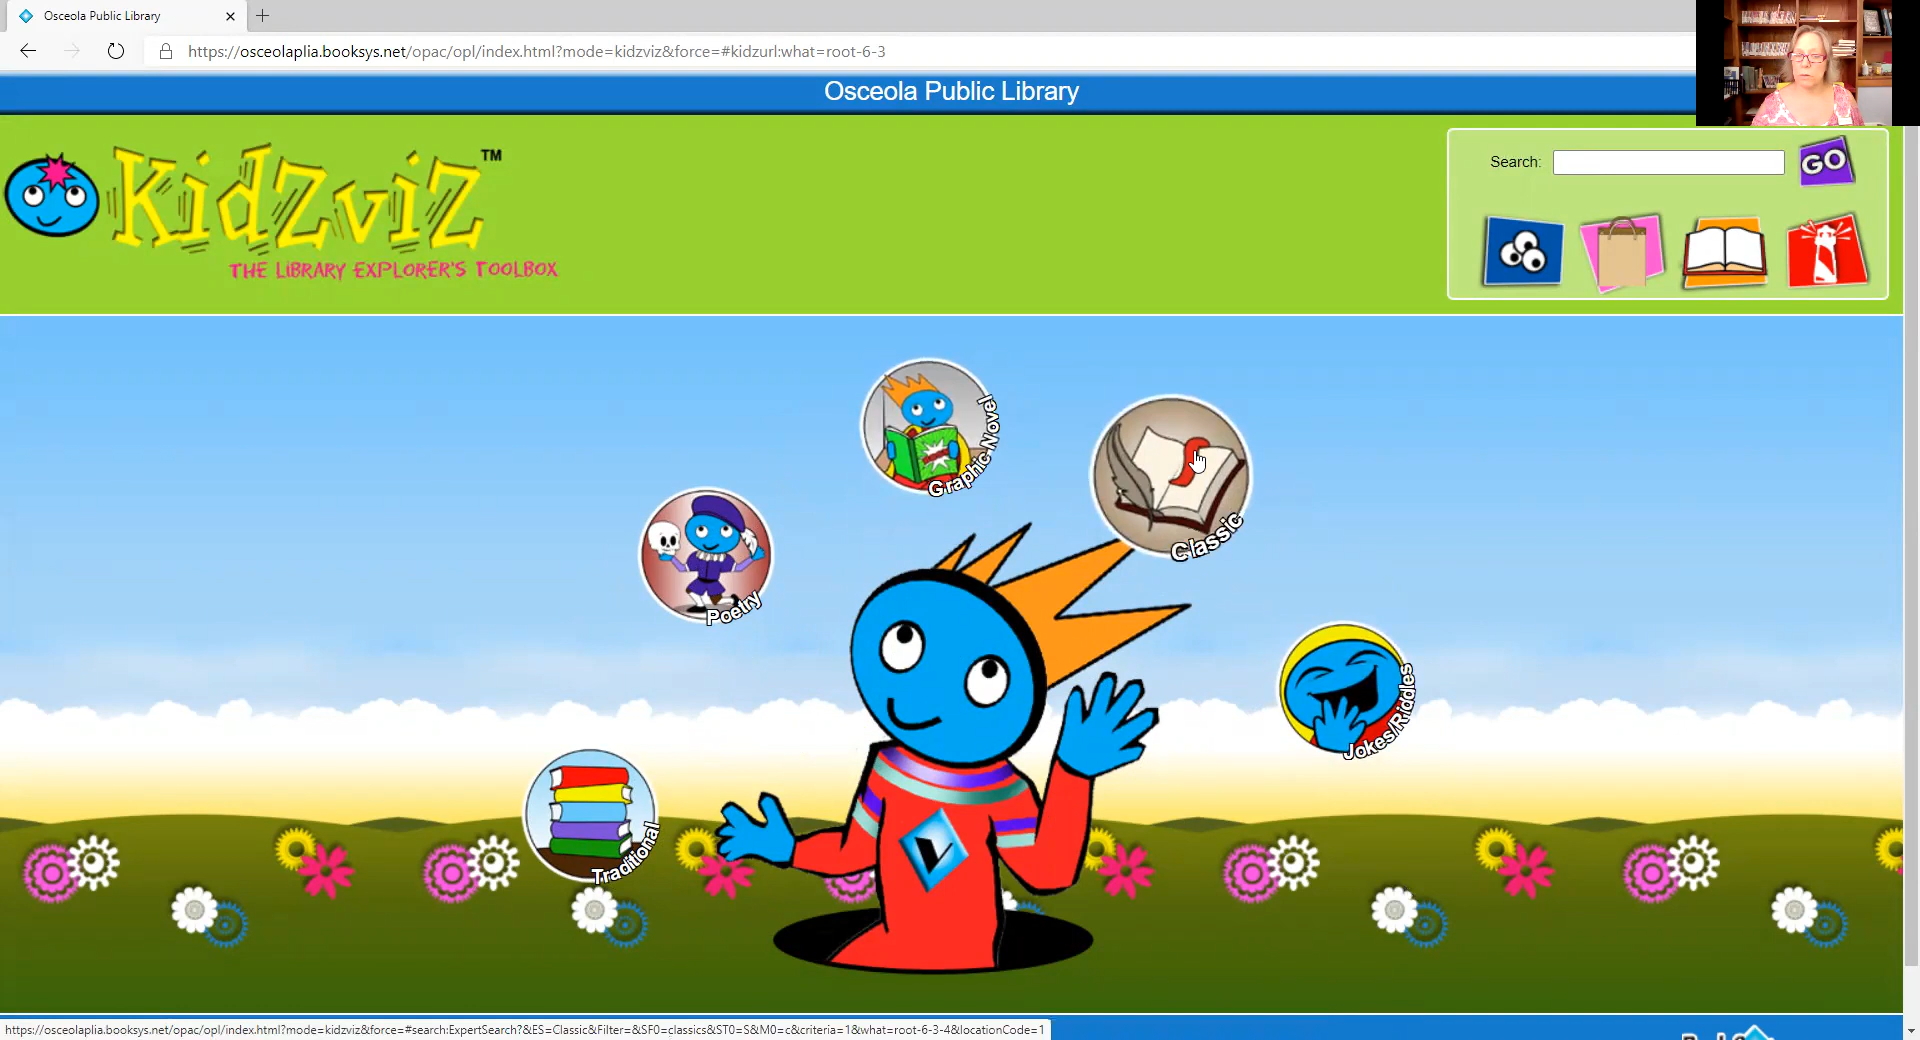 Osceola Public Library
https://osceolaplia.booksys.net/opac/opl/index.html?mode=kidzviz&force=#kidzurl:what=root-6-3
Osceola Public Library
KidZviZ™
THE LIBRARY EXPLORER'S TOOLBOX
Search:
GO
Graphic Novel
Classic
Poetry
Jokes/Riddles
Traditional
https://osceolaplia.booksys.net/opac/opl/index.html?mode=kidzviz&force=#search:ExpertSearch?&ES=Classic&Filter=&SF0=classics&ST0=S&M0=c&criteria=1&what=root-6-3-4&locationCode=1